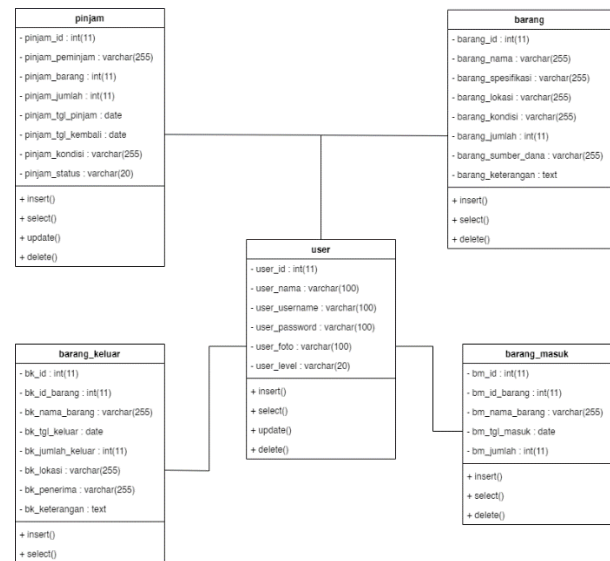 pinjam
- pinjam_id : int(11)
- pinjam_peminjam : varchar(255)
- pinjam_barang : int(11)
- pinjam_jumlah : int(11)
- pinjam_tgl_pinjam : date
- pinjam_tgl_kembali : date
- pinjam_kondisi : varchar(255)
- pinjam_status : varchar(20)
+ insert()
+ select()
+ update()
+ delete()
barang
- barang_id : int(11)
- barang_nama : varchar(255)
- barang_spesifikasi : varchar(255)
- barang_lokasi : varchar(255)
- barang_kondisi : varchar(255)
- barang_jumlah : int(11)
- barang_sumber_dana : varchar(255)
- barang_keterangan : text
+ insert()
+ select()
+ delete()
user
- user_id : int(11)
- user_nama : varchar(100)
- user_username : varchar(100)
- user_password : varchar(100)
- user_foto : varchar(100)
- user_level : varchar(20)
+ insert()
+ select()
+ update()
+ delete()
barang_keluar
- bk_id : int(11)
- bk_id_barang : int(11)
- bk_nama_barang : varchar(255)
- bk_tgl_keluar : date
- bk_jumlah_keluar : int(11)
- bk_lokasi : varchar(255)
- bk_penerima : varchar(255)
- bk_keterangan : text
+ insert()
+ select()
barang_masuk
- bm_id : int(11)
- bm_id_barang : int(11)
- bm_nama_barang : varchar(255)
- bm_tgl_masuk : date
- bm_jumlah : int(11)
+ insert()
+ select()
+ delete()